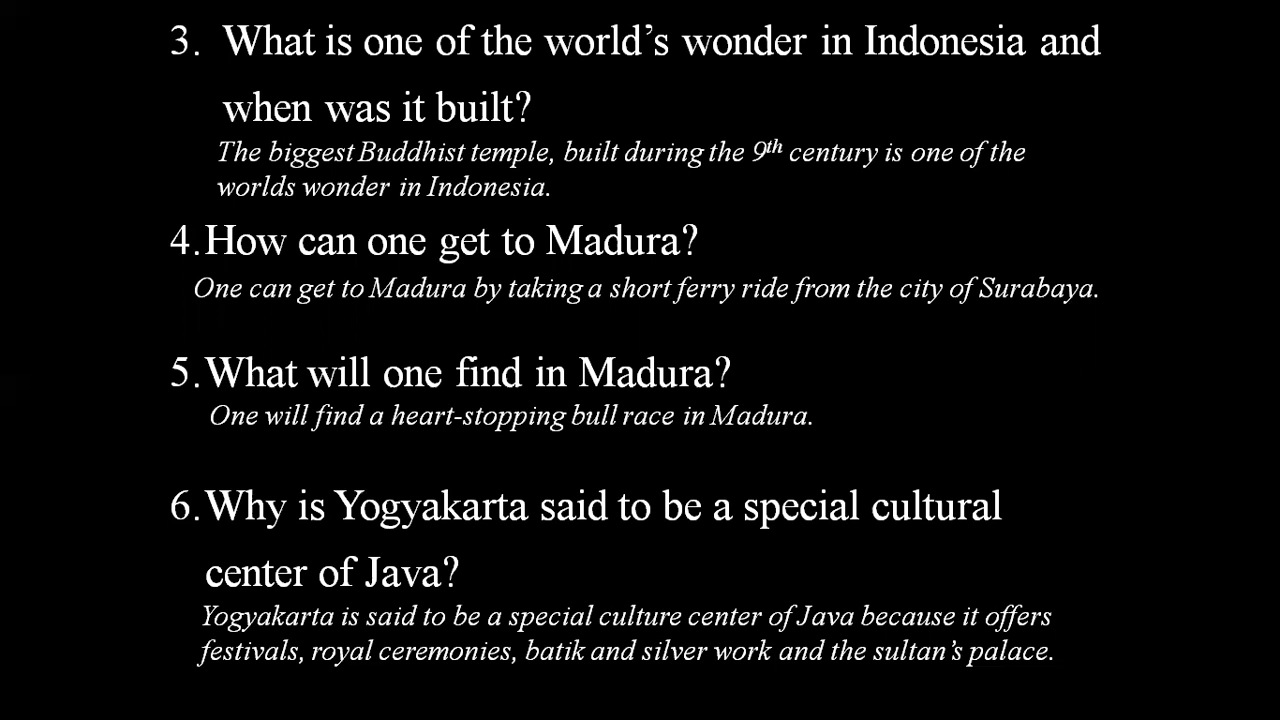 3. What is one of the world’s wonder in Indonesia and
when was it built?
The biggest Buddhist temple, built during the 9th century is one of the
worlds wonder in Indonesia.
4. How can one get to Madura?
One can get to Madura by taking a short ferry ride from the city of Surabaya.
5. What will one find in Madura?
One will find a heart-stopping bull race in Madura.
6. Why is Yogyakarta said to be a special cultural
center of Java?
Yogyakarta is said to be a special culture center of Java because it offers
festivals, royal ceremonies, batik and silver work and the sultan’s palace.